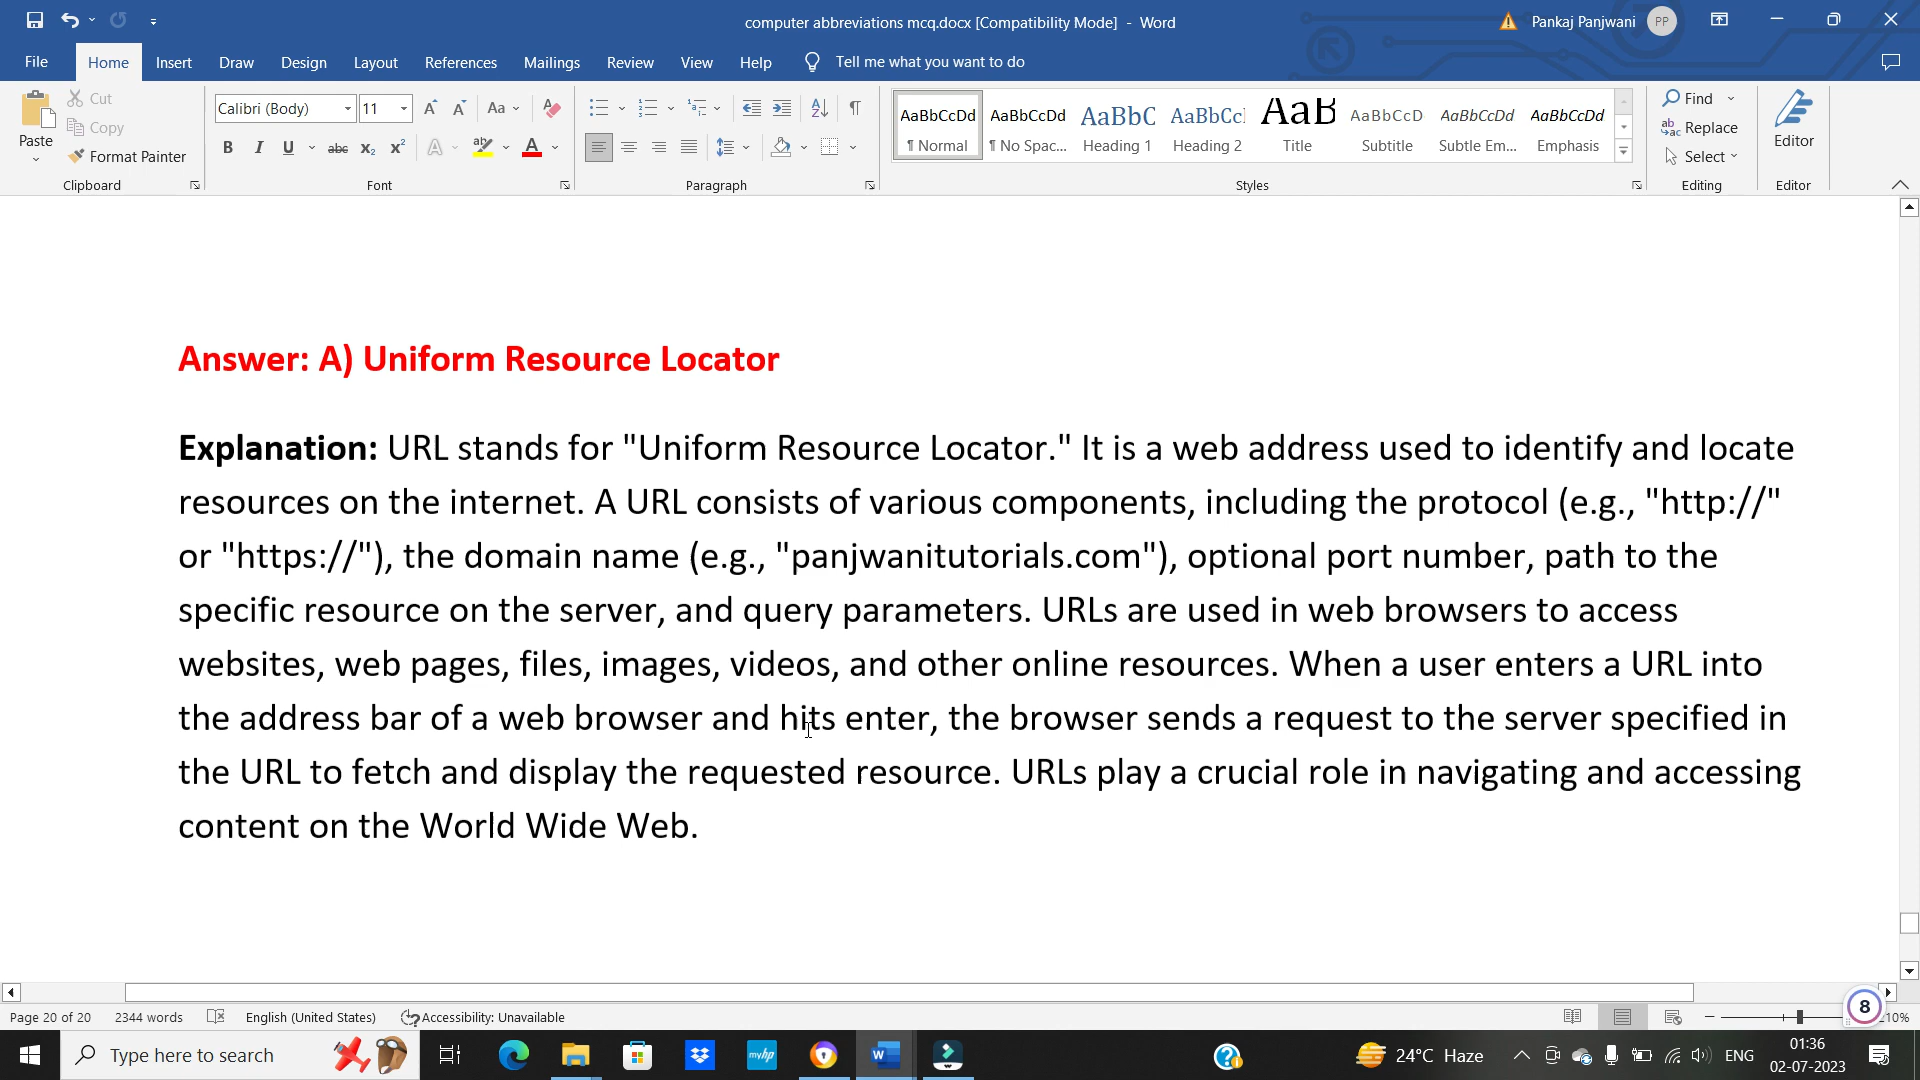 computer abbreviations mcq.docx [Compatibility Mode] - Word
Pankaj Panjwani
PP
File Home Insert Draw Design Layout References Mailings Review View Help Tell me what you want to do
Paste
Cut
Copy
Format Painter
Clipboard
Calibri (Body) 11
Font
Paragraph
AaBbCcDd AaBbCcDd AaBbC AaBbCc AaB AaBbCcD AaBbCcDd AaBbCcDd
¶ Normal ¶ No Spac... Heading 1 Heading 2 Title Subtitle Subtle Em... Emphasis
Styles
Find
Replace
Select
Editing
Editor
Editor
Answer: A) Uniform Resource Locator
Explanation: URL stands for "Uniform Resource Locator." It is a web address used to identify and locate
resources on the internet. A URL consists of various components, including the protocol (e.g., "http://"
or "https://"), the domain name (e.g., "panjwanitutorials.com"), optional port number, path to the
specific resource on the server, and query parameters. URLs are used in web browsers to access
websites, web pages, files, images, videos, and other online resources. When a user enters a URL into
the address bar of a web browser and hits enter, the browser sends a request to the server specified in
the URL to fetch and display the requested resource. URLs play a crucial role in navigating and accessing
content on the World Wide Web.
Page 20 of 20 2344 words English (United States) Accessibility: Unavailable
8
Type here to search
myhp
24°C Haze
ENG
01:36
02-07-2023